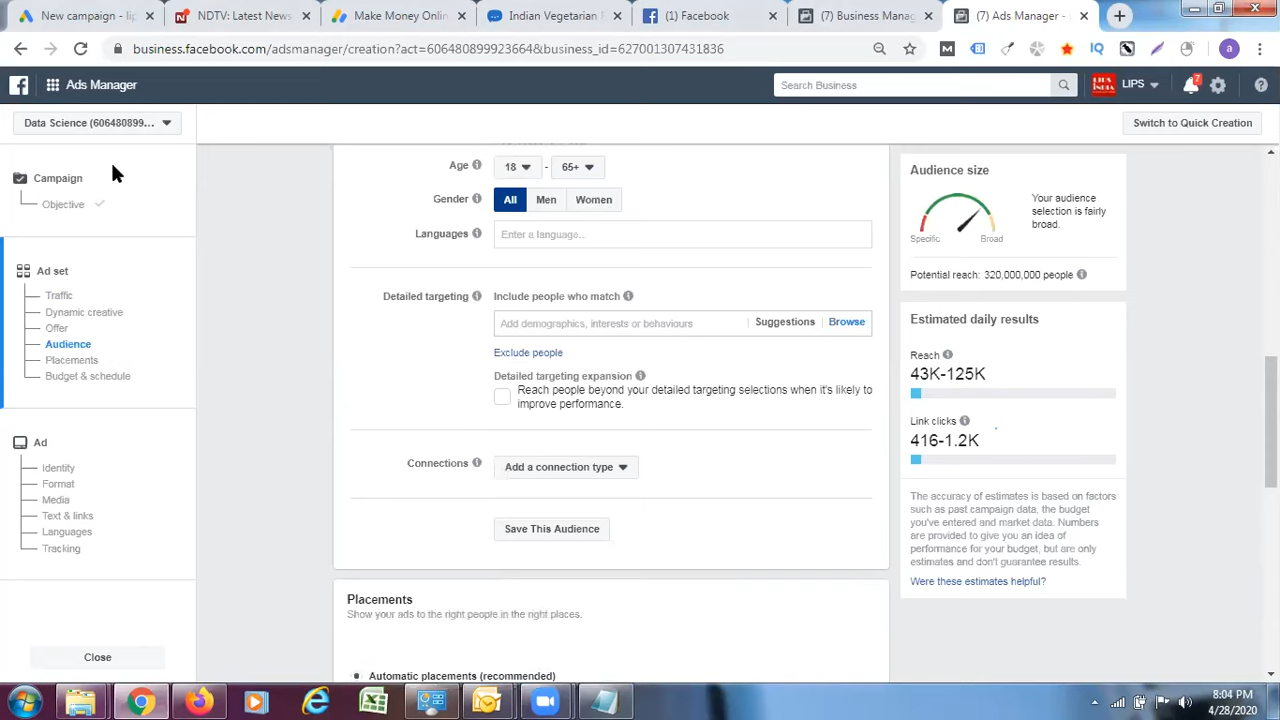 New campaign - lip
NDTV: Latest News
Make Money Onlin
Indian Vegetarian
(1) Facebook
(7) Business Mana
(7) Ads Manager -
business.facebook.com/adsmanager/creation?act=606480899923664&business_id=627001307431836
Ads Manager
Search Business
LIPS INDIA
LIPS
7
Data Science (606480899...
Switch to Quick Creation
Campaign
Objective
Ad set
Traffic
Dynamic creative
Offer
Audience
Placements
Budget & schedule
Ad
Identity
Format
Media
Text & links
Languages
Tracking
Close
Age 18 - 65+
Gender All Men Women
Languages Enter a language...
Detailed targeting Include people who match
Add demographics, interests or behaviours Suggestions Browse
Exclude people
Detailed targeting expansion
Reach people beyond your detailed targeting selections when it's likely to
improve performance.
Connections Add a connection type
Save This Audience
Placements
Show your ads to the right people in the right places.
Automatic placements (recommended)
Audience size
Your audience
selection is fairly
broad.
Specific Broad
Potential reach: 320,000,000 people
Estimated daily results
Reach
43K-125K
Link clicks
416-1.2K
The accuracy of estimates is based on factors
such as past campaign data, the budget
you've entered and market data. Numbers
are provided to give you an idea of
performance for your budget, but are only
estimates and don't guarantee results.
Were these estimates helpful?
8:04 PM
4/28/2020